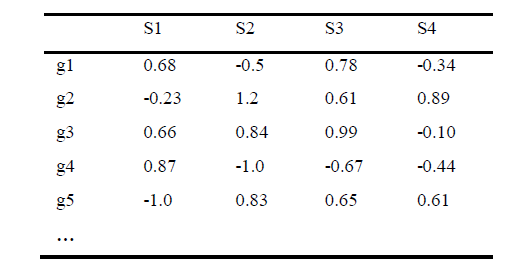 S1 S2 S3 S4
g1 0.68 -0.5 0.78 -0.34
g2 -0.23 1.2 0.61 0.89
g3 0.66 0.84 0.99 -0.10
g4 0.87 -1.0 -0.67 -0.44
g5 -1.0 0.83 0.65 0.61
...